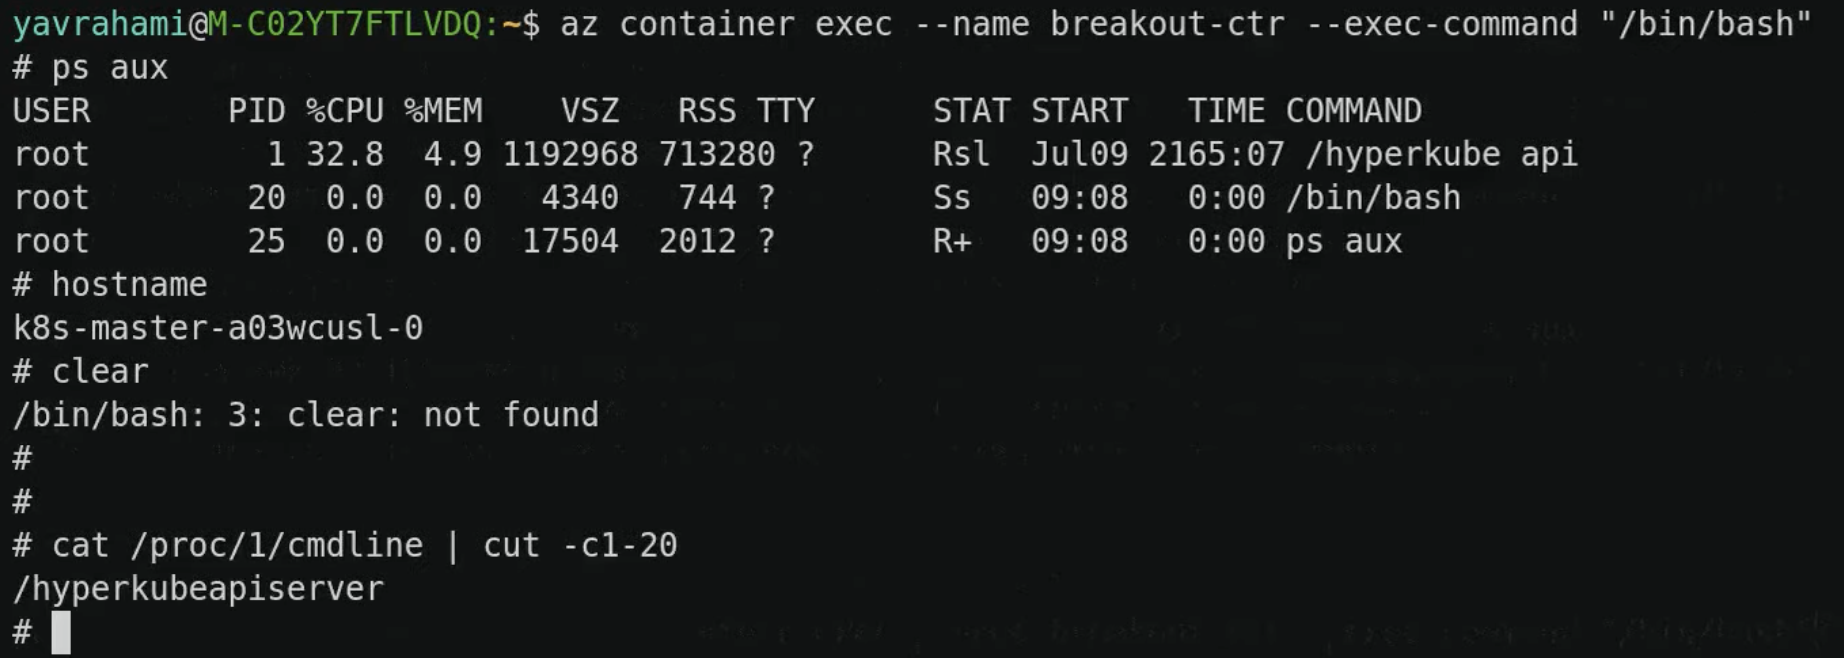 yavrahami@M-C02YT7FTLVDQ:~$ az container exec --name breakout-ctr --exec-command "/bin/bash"
# ps aux
USER       PID %CPU %MEM    VSZ   RSS TTY      STAT START   TIME COMMAND
root         1 32.8  4.9 1192968 713280 ?      Rsl  Jul09 2165:07 /hyperkube api
root        20  0.0  0.0   4340   744 ?        Ss   09:08   0:00 /bin/bash
root        25  0.0  0.0  17504  2012 ?        R+   09:08   0:00 ps aux
# hostname
k8s-master-a03wcusl-0
# clear
/bin/bash: 3: clear: not found
#
#
# cat /proc/1/cmdline | cut -c1-20
/hyperkubeapiserver
#